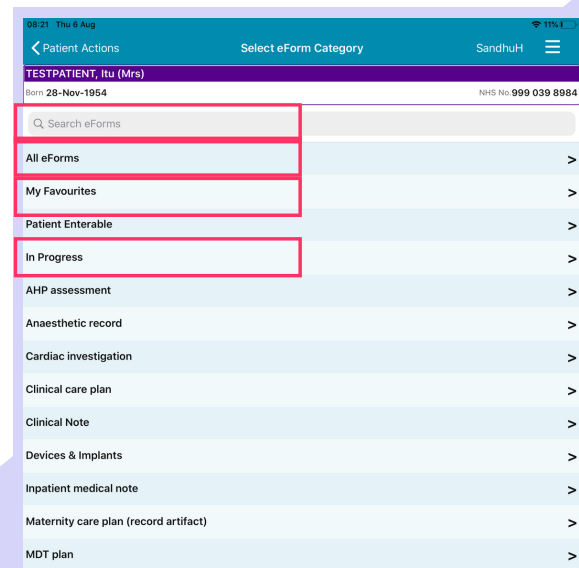 08:21 Thu 6 Aug 11%
Patient Actions Select eForm Category SandhuH
TESTPATIENT, Itu (Mrs)
Born 28-Nov-1954 NHS No. 999 039 8984
Search eForms
All eForms >
My Favourites >
Patient Enterable >
In Progress >
AHP assessment >
Anaesthetic record >
Cardiac investigation >
Clinical care plan >
Clinical Note >
Devices & Implants >
Inpatient medical note >
Maternity care plan (record artifact) >
MDT plan >